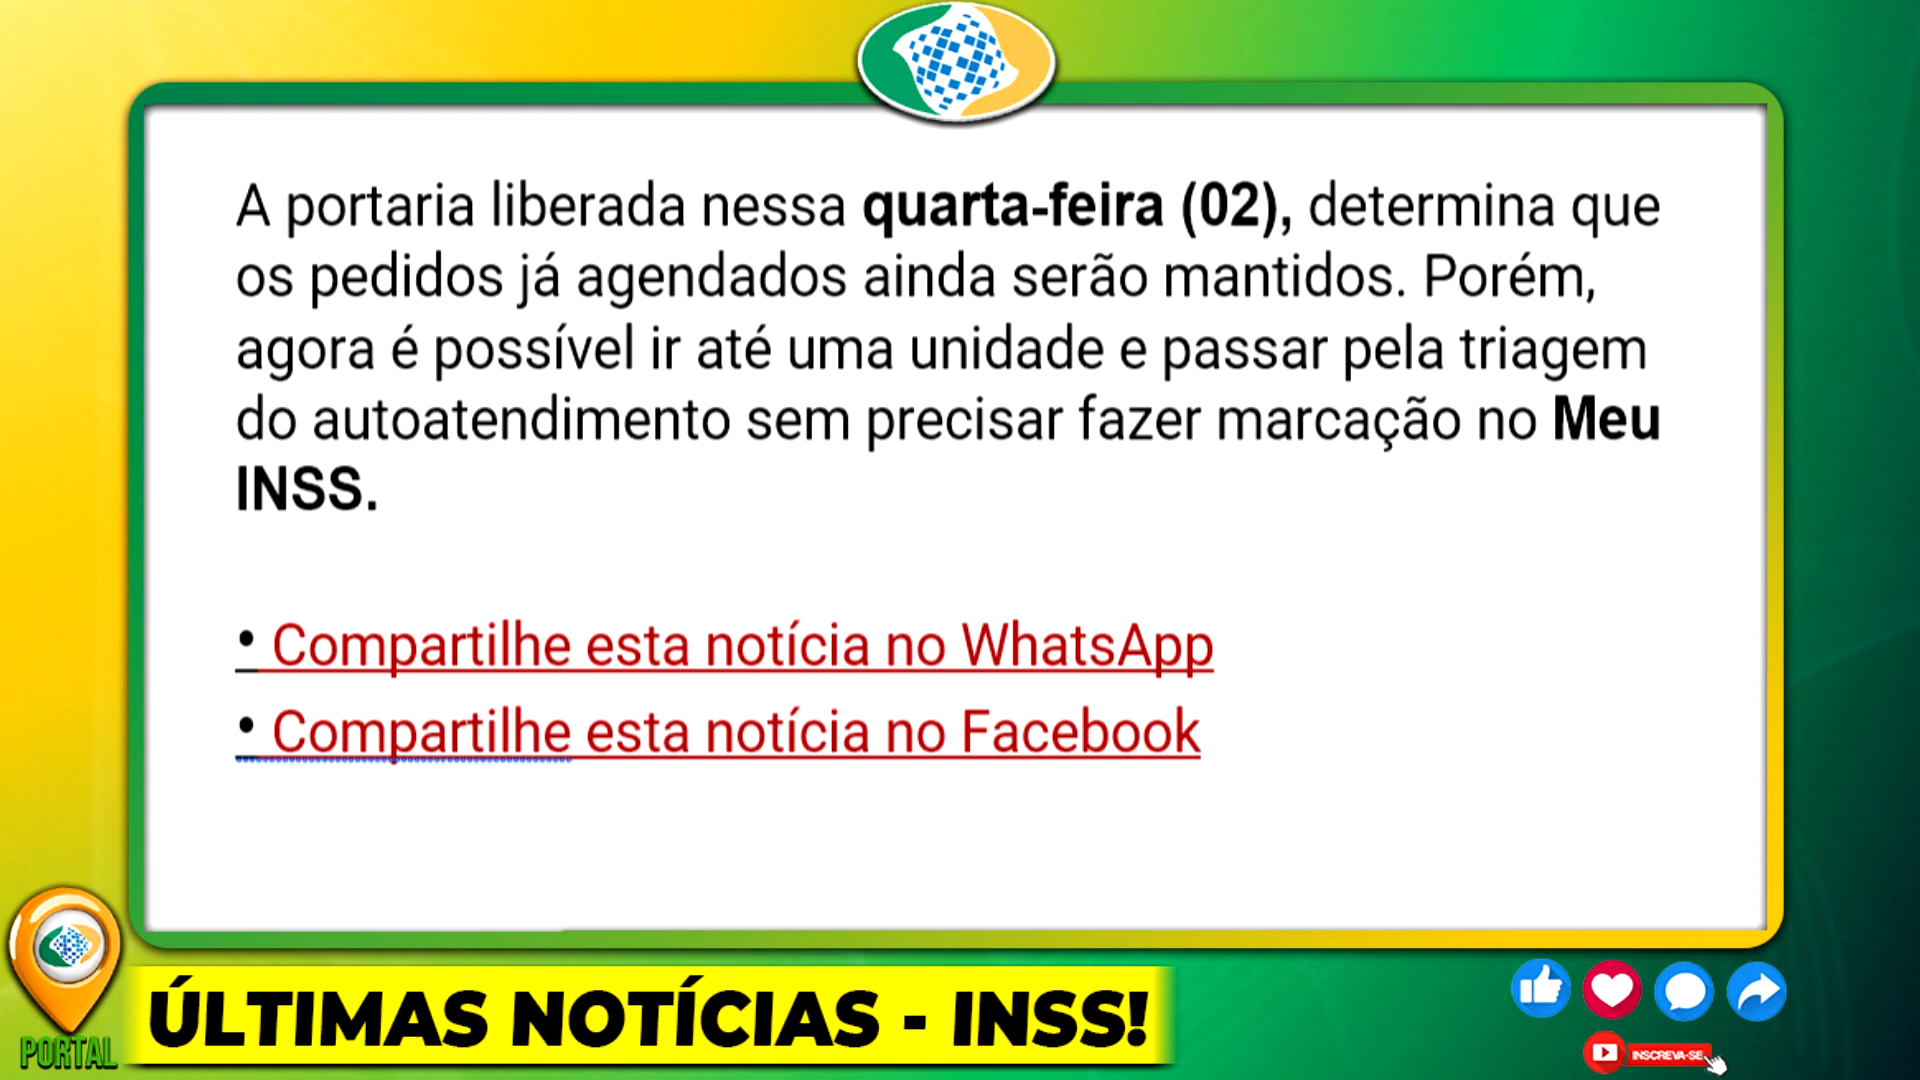 A portaria liberada nessa quarta-feira (02), determina que
os pedidos já agendados ainda serão mantidos. Porém,
agora é possível ir até uma unidade e passar pela triagem
do autoatendimento sem precisar fazer marcação no Meu
INSS.
• Compartilhe esta notícia no WhatsApp
• Compartilhe esta notícia no Facebook
PORTAL
ÚLTIMAS NOTÍCIAS - INSS!
INSCREVA-SE